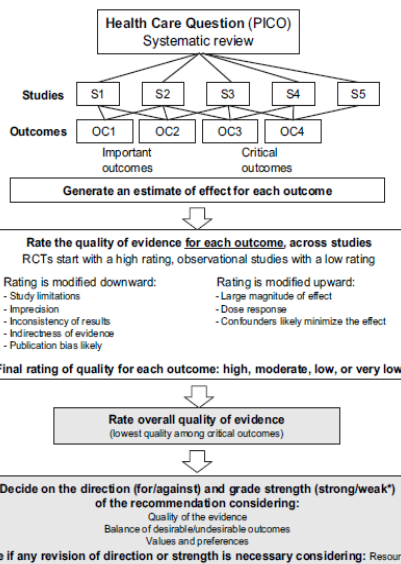 Health Care Question (PICO)
Systematic review
Studies S1 S2 S3 S4 S5
Outcomes OC1 OC2 OC3 OC4
Important outcomes
Critical outcomes
Generate an estimate of effect for each outcome
Rate the quality of evidence for each outcome, across studies
RCTs start with a high rating, observational studies with a low rating
Rating is modified downward:
- Study limitations
- Imprecision
- Inconsistency of results
- Indirectness of evidence
- Publication bias likely
Rating is modified upward:
- Large magnitude of effect
- Dose response
- Confounders likely minimize the effect
Final rating of quality for each outcome: high, moderate, low, or very low
Rate overall quality of evidence
(lowest quality among critical outcomes)
Decide on the direction (for/against) and grade strength (strong/weak*)
of the recommendation considering:
Quality of the evidence
Balance of desirable/undesirable outcomes
Values and preferences
if any revision of direction or strength is necessary considering: